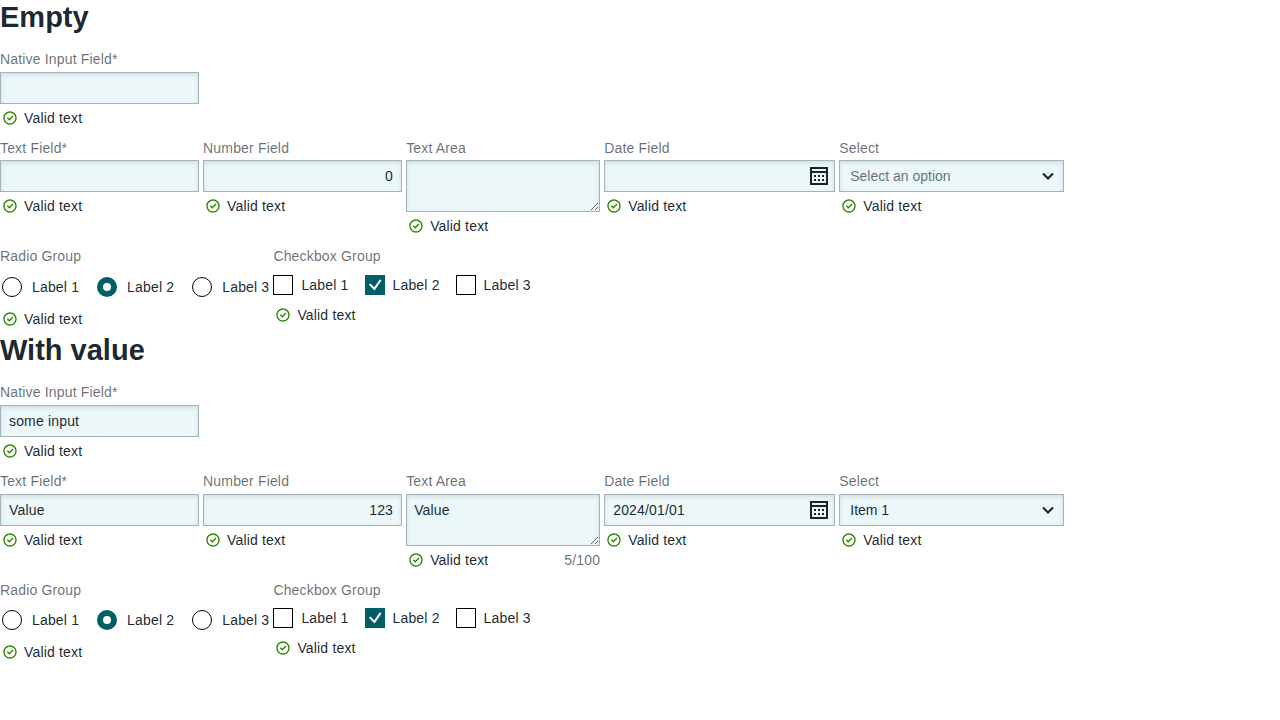 Empty
Native Input Field*
Valid text
Text Field* Number Field Text Area Date Field Select
0 Select an option
Valid text Valid text Valid text Valid text
Valid text
Radio Group Checkbox Group
Label 1 Label 2 Label 3 Label 1 Label 2 Label 3
Valid text Valid text
With value
Native Input Field*
some input
Valid text
Text Field* Number Field Text Area Date Field Select
Value 123 Value 2024/01/01 Item 1
Valid text Valid text Valid text Valid text
Valid text 5/100
Radio Group Checkbox Group
Label 1 Label 2 Label 3 Label 1 Label 2 Label 3
Valid text Valid text